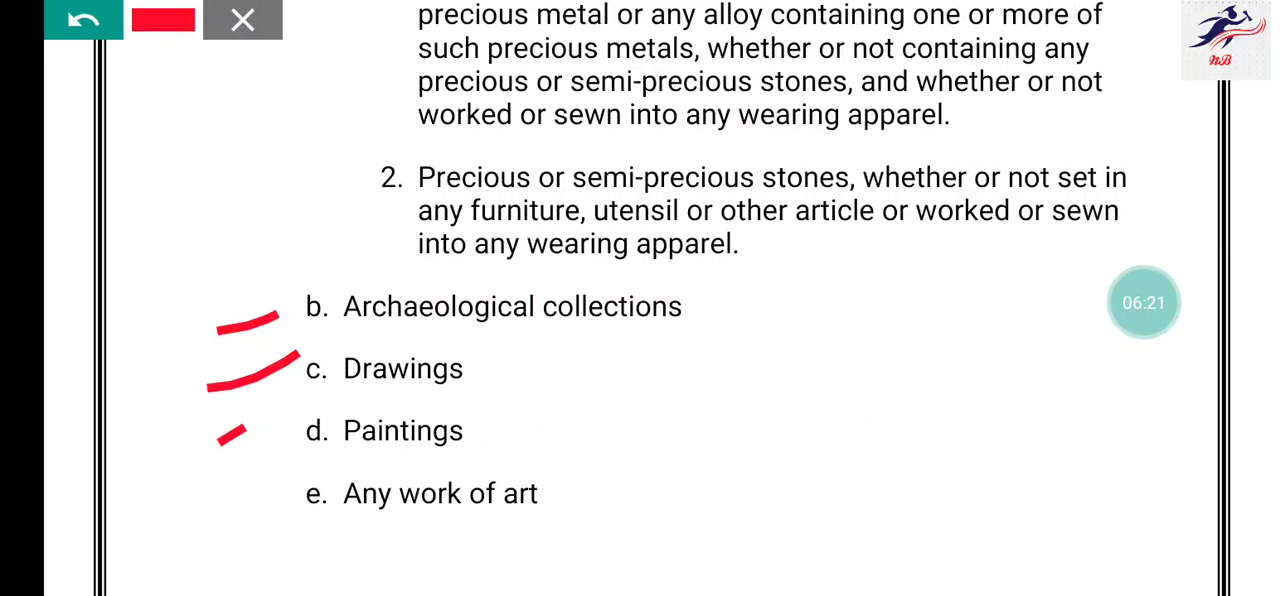 precious metal or any alloy containing one or more of
such precious metals, whether or not containing any
precious or semi-precious stones, and whether or not
worked or sewn into any wearing apparel.
2. Precious or semi-precious stones, whether or not set in
any furniture, utensil or other article or worked or sewn
into any wearing apparel.
b. Archaeological collections
06:21
c. Drawings
d. Paintings
e. Any work of art
NB